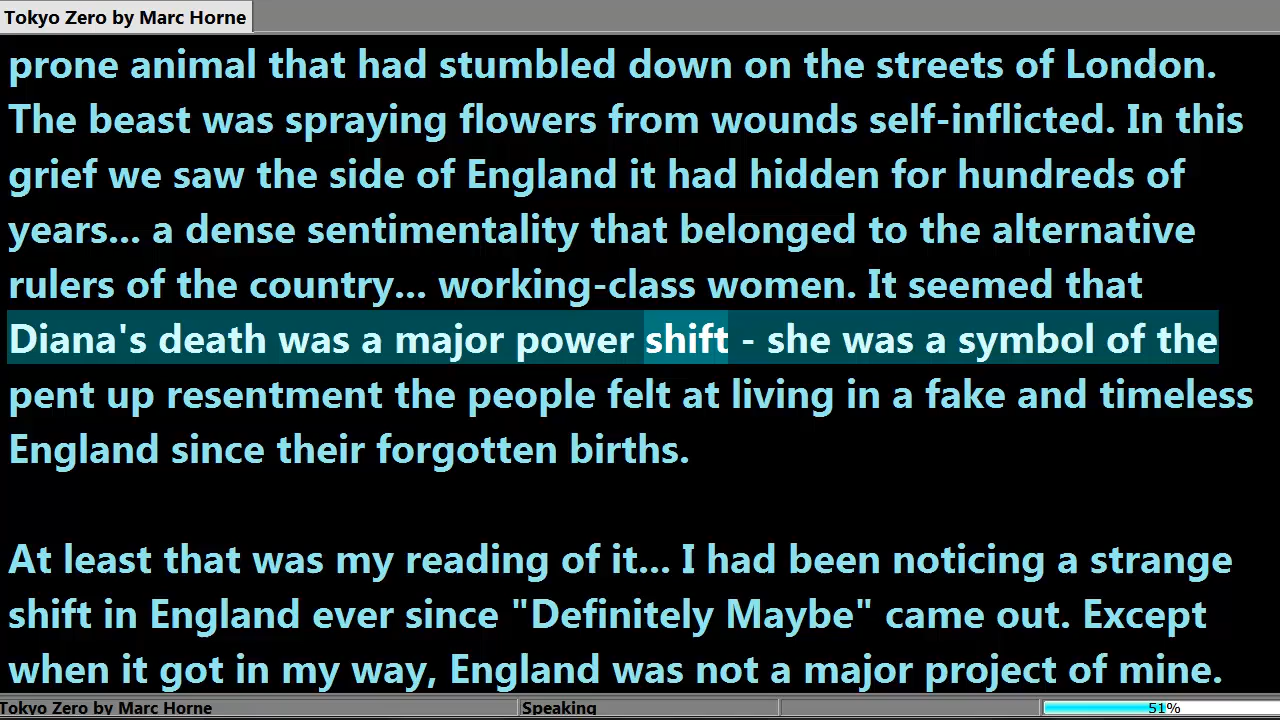 Tokyo Zero by Marc Horne
prone animal that had stumbled down on the streets of London.
The beast was spraying flowers from wounds self-inflicted. In this
grief we saw the side of England it had hidden for hundreds of
years... a dense sentimentality that belonged to the alternative
rulers of the country... working-class women. It seemed that
Diana's death was a major power shift - she was a symbol of the
pent up resentment the people felt at living in a fake and timeless
England since their forgotten births.
At least that was my reading of it... I had been noticing a strange
shift in England ever since "Definitely Maybe" came out. Except
when it got in my way, England was not a major project of mine.
Tokyo Zero by Marc Horne Speaking 51%